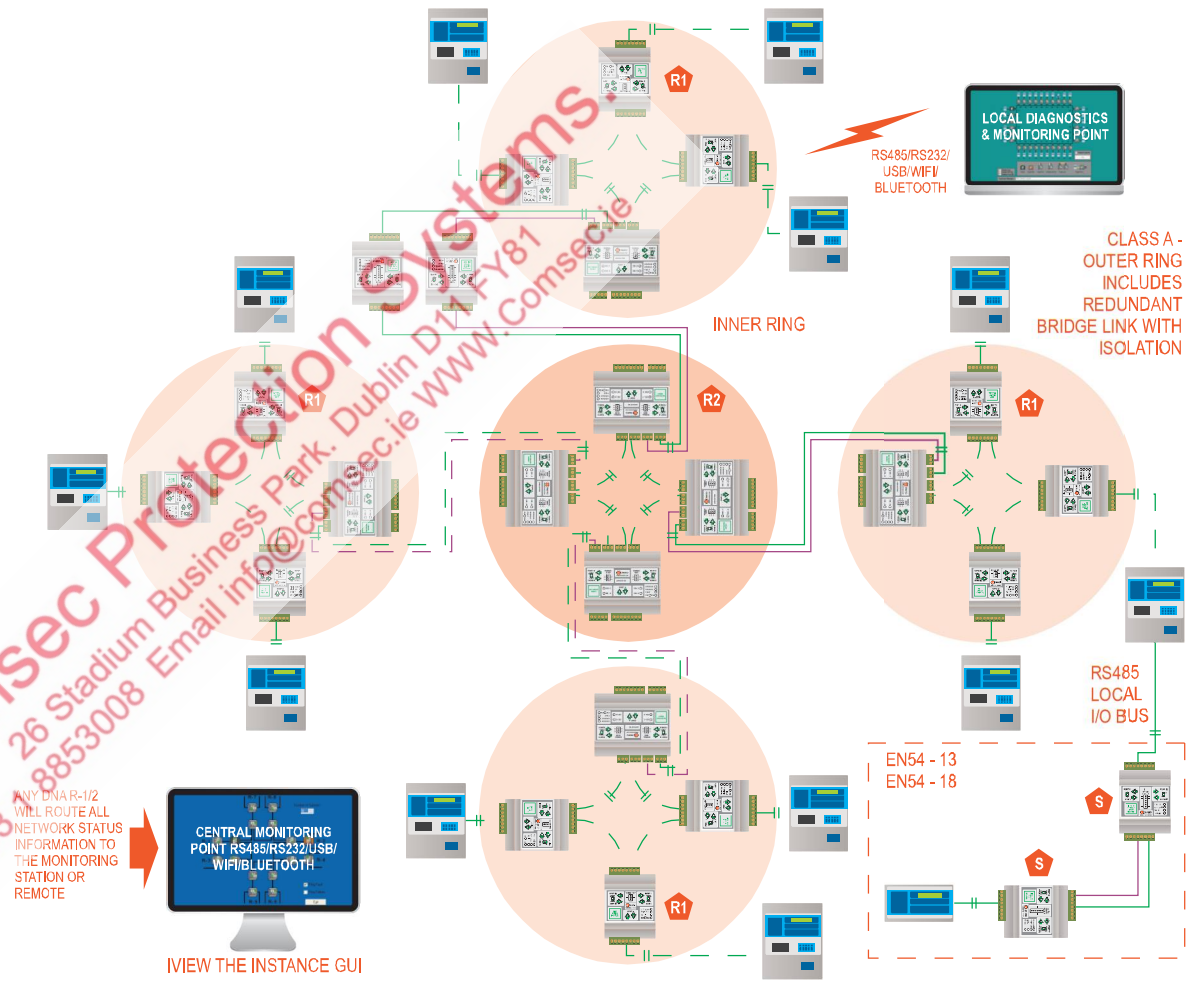 R1
LOCAL DIAGNOSTICS
& MONITORING POINT
RS485/RS232/
USB/WIFI/
BLUETOOTH
CLASS A -
OUTER RING
INCLUDES
REDUNDANT
BRIDGE LINK WITH
ISOLATION
INNER RING
R1
R2
R1
RS485
LOCAL
I/O BUS
EN54 - 13
EN54 - 18
S
S
R1
ANY DNA R-1/2
WILL ROUTE ALL
NETWORK STATUS
INFORMATION TO
THE MONITORING
STATION OR
REMOTE
CENTRAL MONITORING
POINT RS485/RS232/USB/
WIFI/BLUETOOTH
IVIEW THE INSTANCE GUI
Protection Systems.
26 Stadium Business Park. Dublin D11 FY81
8853008 Email info@comsec.ie WWW.Comsec.ie